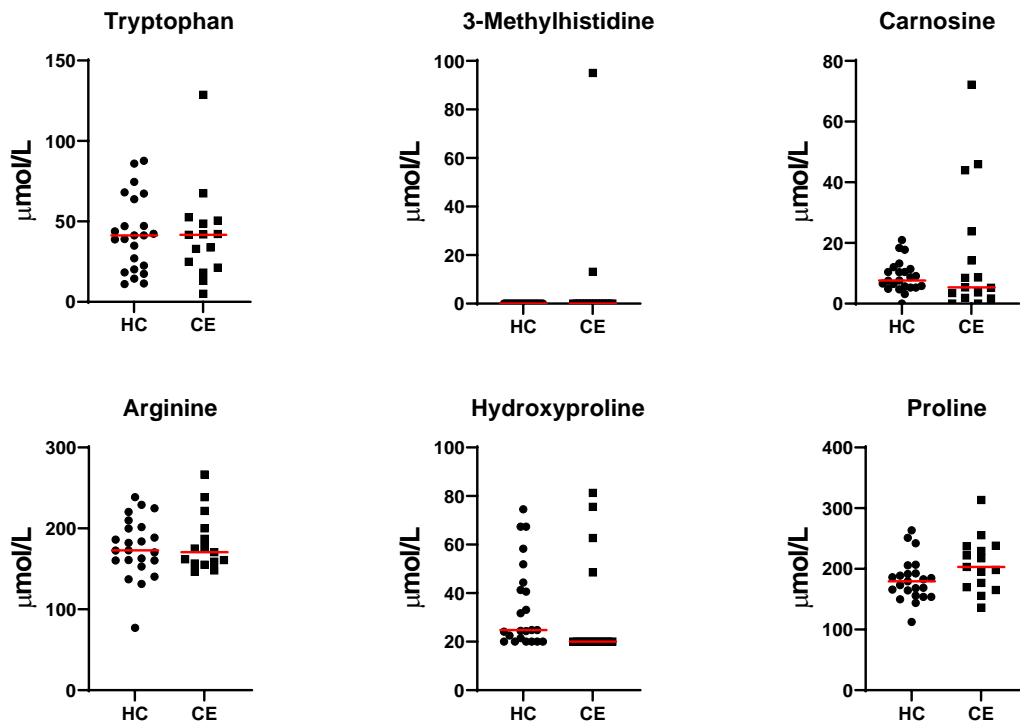 Tryptophan
150
100
50
0
μmol/L
HC
CE
3-Methylhistidine
100
80
60
40
20
0
μmol/L
HC
CE
Carnosine
80
60
40
20
0
μmol/L
HC
CE
Arginine
300
200
100
0
μmol/L
HC
CE
Hydroxyproline
100
80
60
40
20
0
μmol/L
HC
CE
Proline
400
300
200
100
0
μmol/L
HC
CE